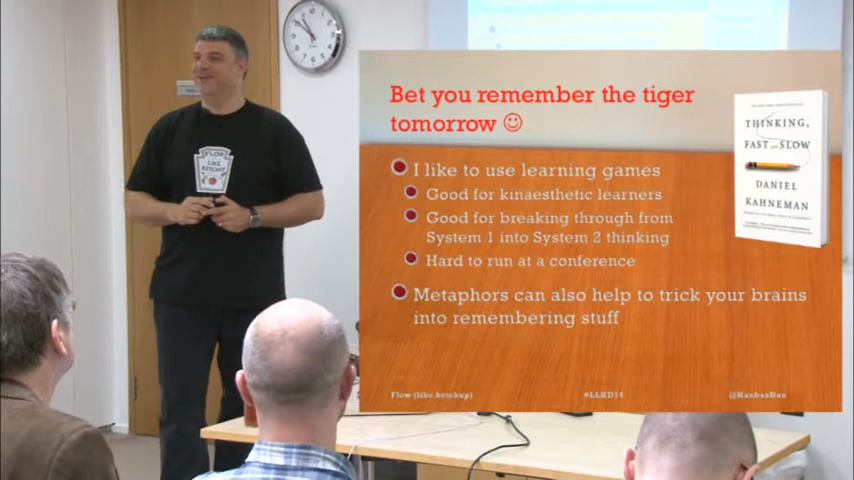 Bet you remember the tiger
tomorrow ☺
THINKING,
FAST AND SLOW
DANIEL
KAHNEMAN
I like to use learning games
Good for kinaesthetic learners
Good for breaking through from
System 1 into System 2 thinking
Hard to run at a conference
Metaphors can also help to trick your brains
into remembering stuff
Flow (like ketchup)
#LLKD14
@KanbanDan
FLOW
LIKE
KETCHUP